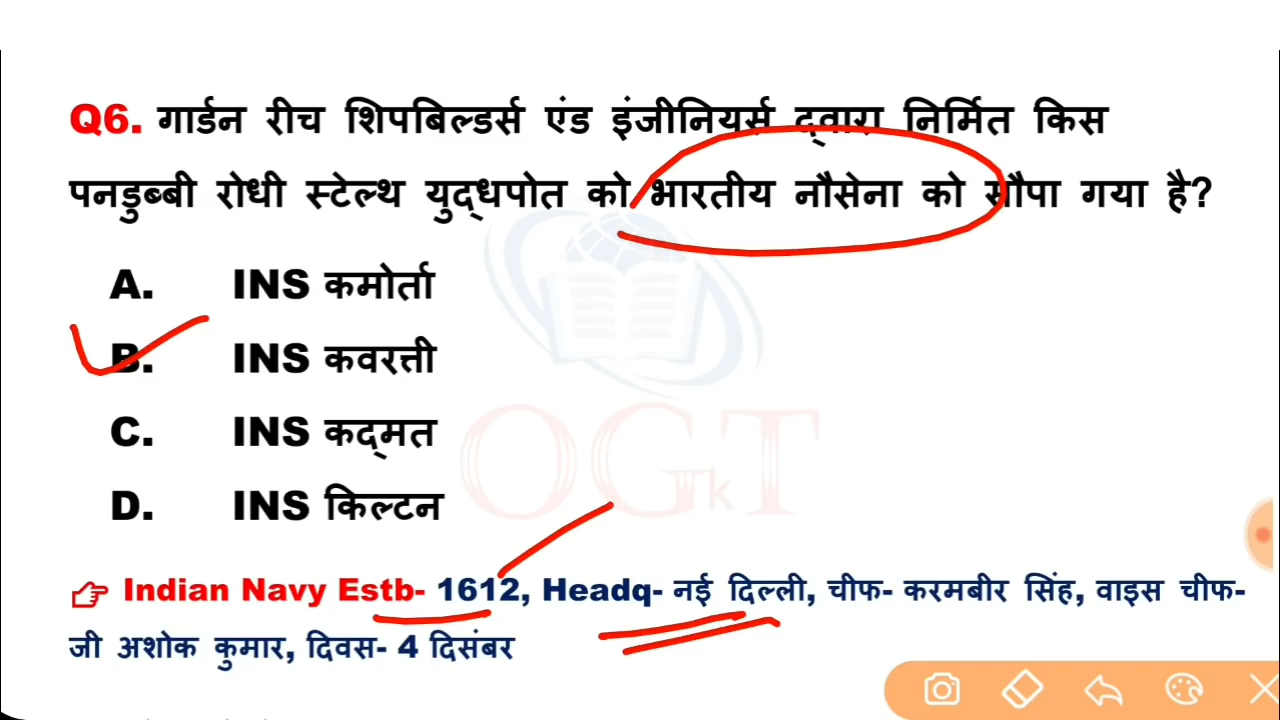 Q6. गार्डन रीच शिपबिल्डर्स एंड इंजीनियर्स द्वारा निर्मित किस
पनडुब्बी रोधी स्टेल्थ युद्धपोत को भारतीय नौसेना को सौपा गया है?
A. INS कमोर्ता
B. INS कवरत्ती
C. INS कद्मत
D. INS किल्टन
OGT
k
Indian Navy Estb- 1612, Headq- नई दिल्ली, चीफ- करमबीर सिंह, वाइस चीफ-
जी अशोक कुमार, दिवस- 4 दिसंबर